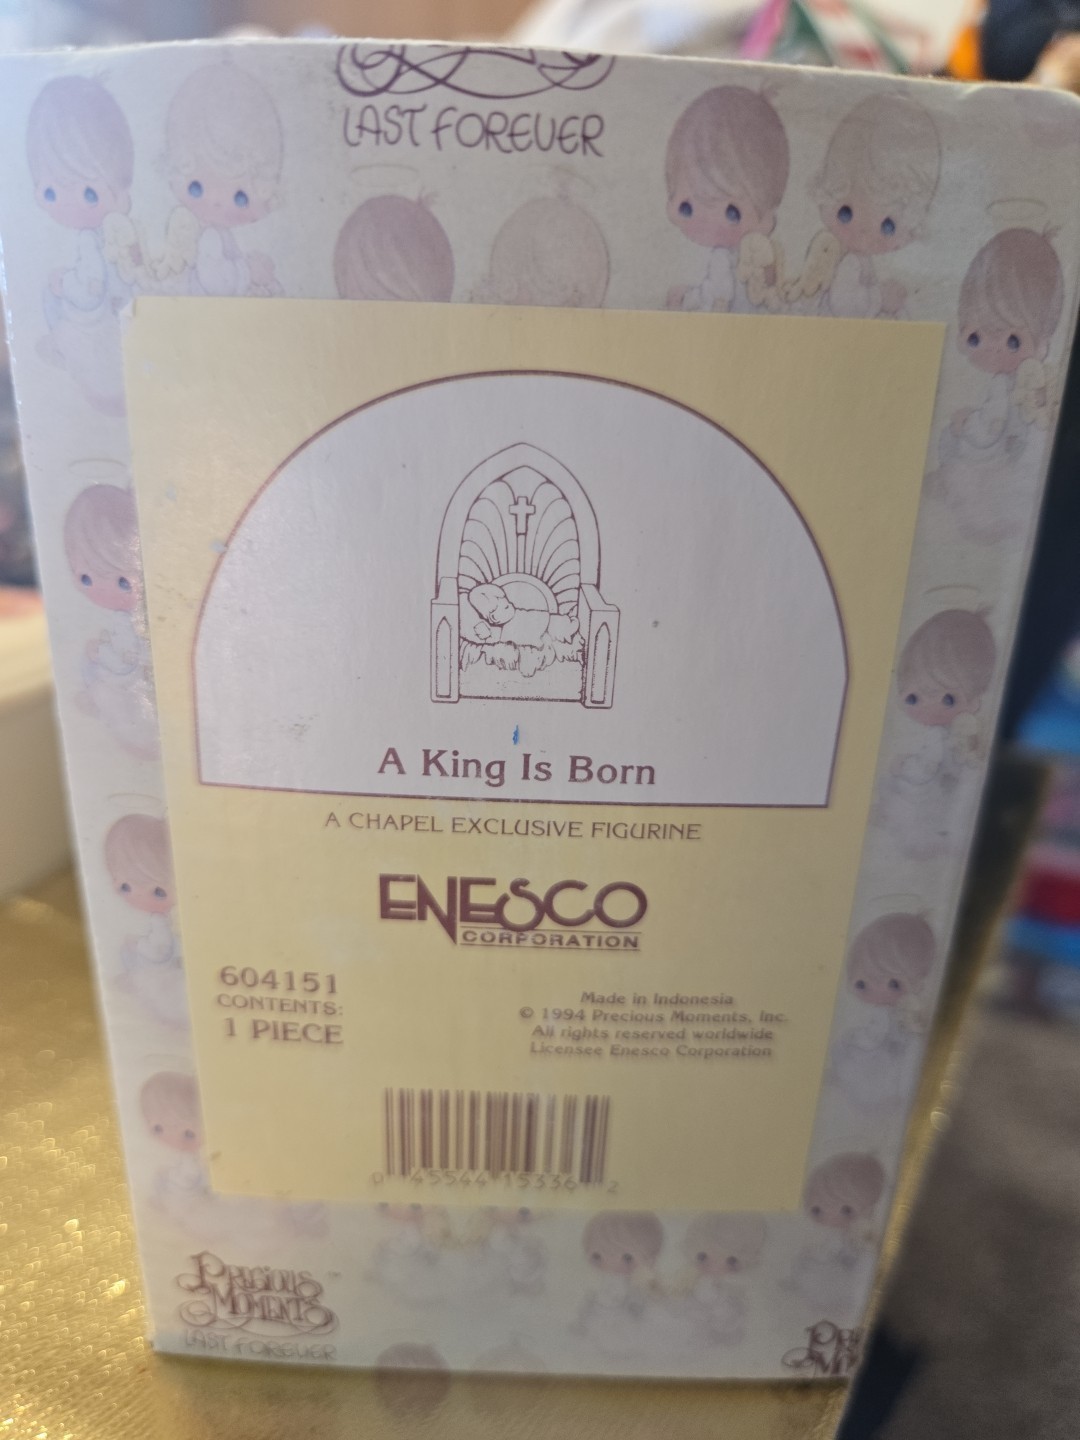 LAST FOREVER
A King Is Born
A CHAPEL EXCLUSIVE FIGURINE
ENESCO
CORPORATION
604151
CONTENTS:
1 PIECE
Made in Indonesia
© 1994 Precious Moments, Inc.
All rights reserved worldwide
Licensee Enesco Corporation
0 45544 15336 2
PRECIOUS
MOMENTS
LAST FOREVER